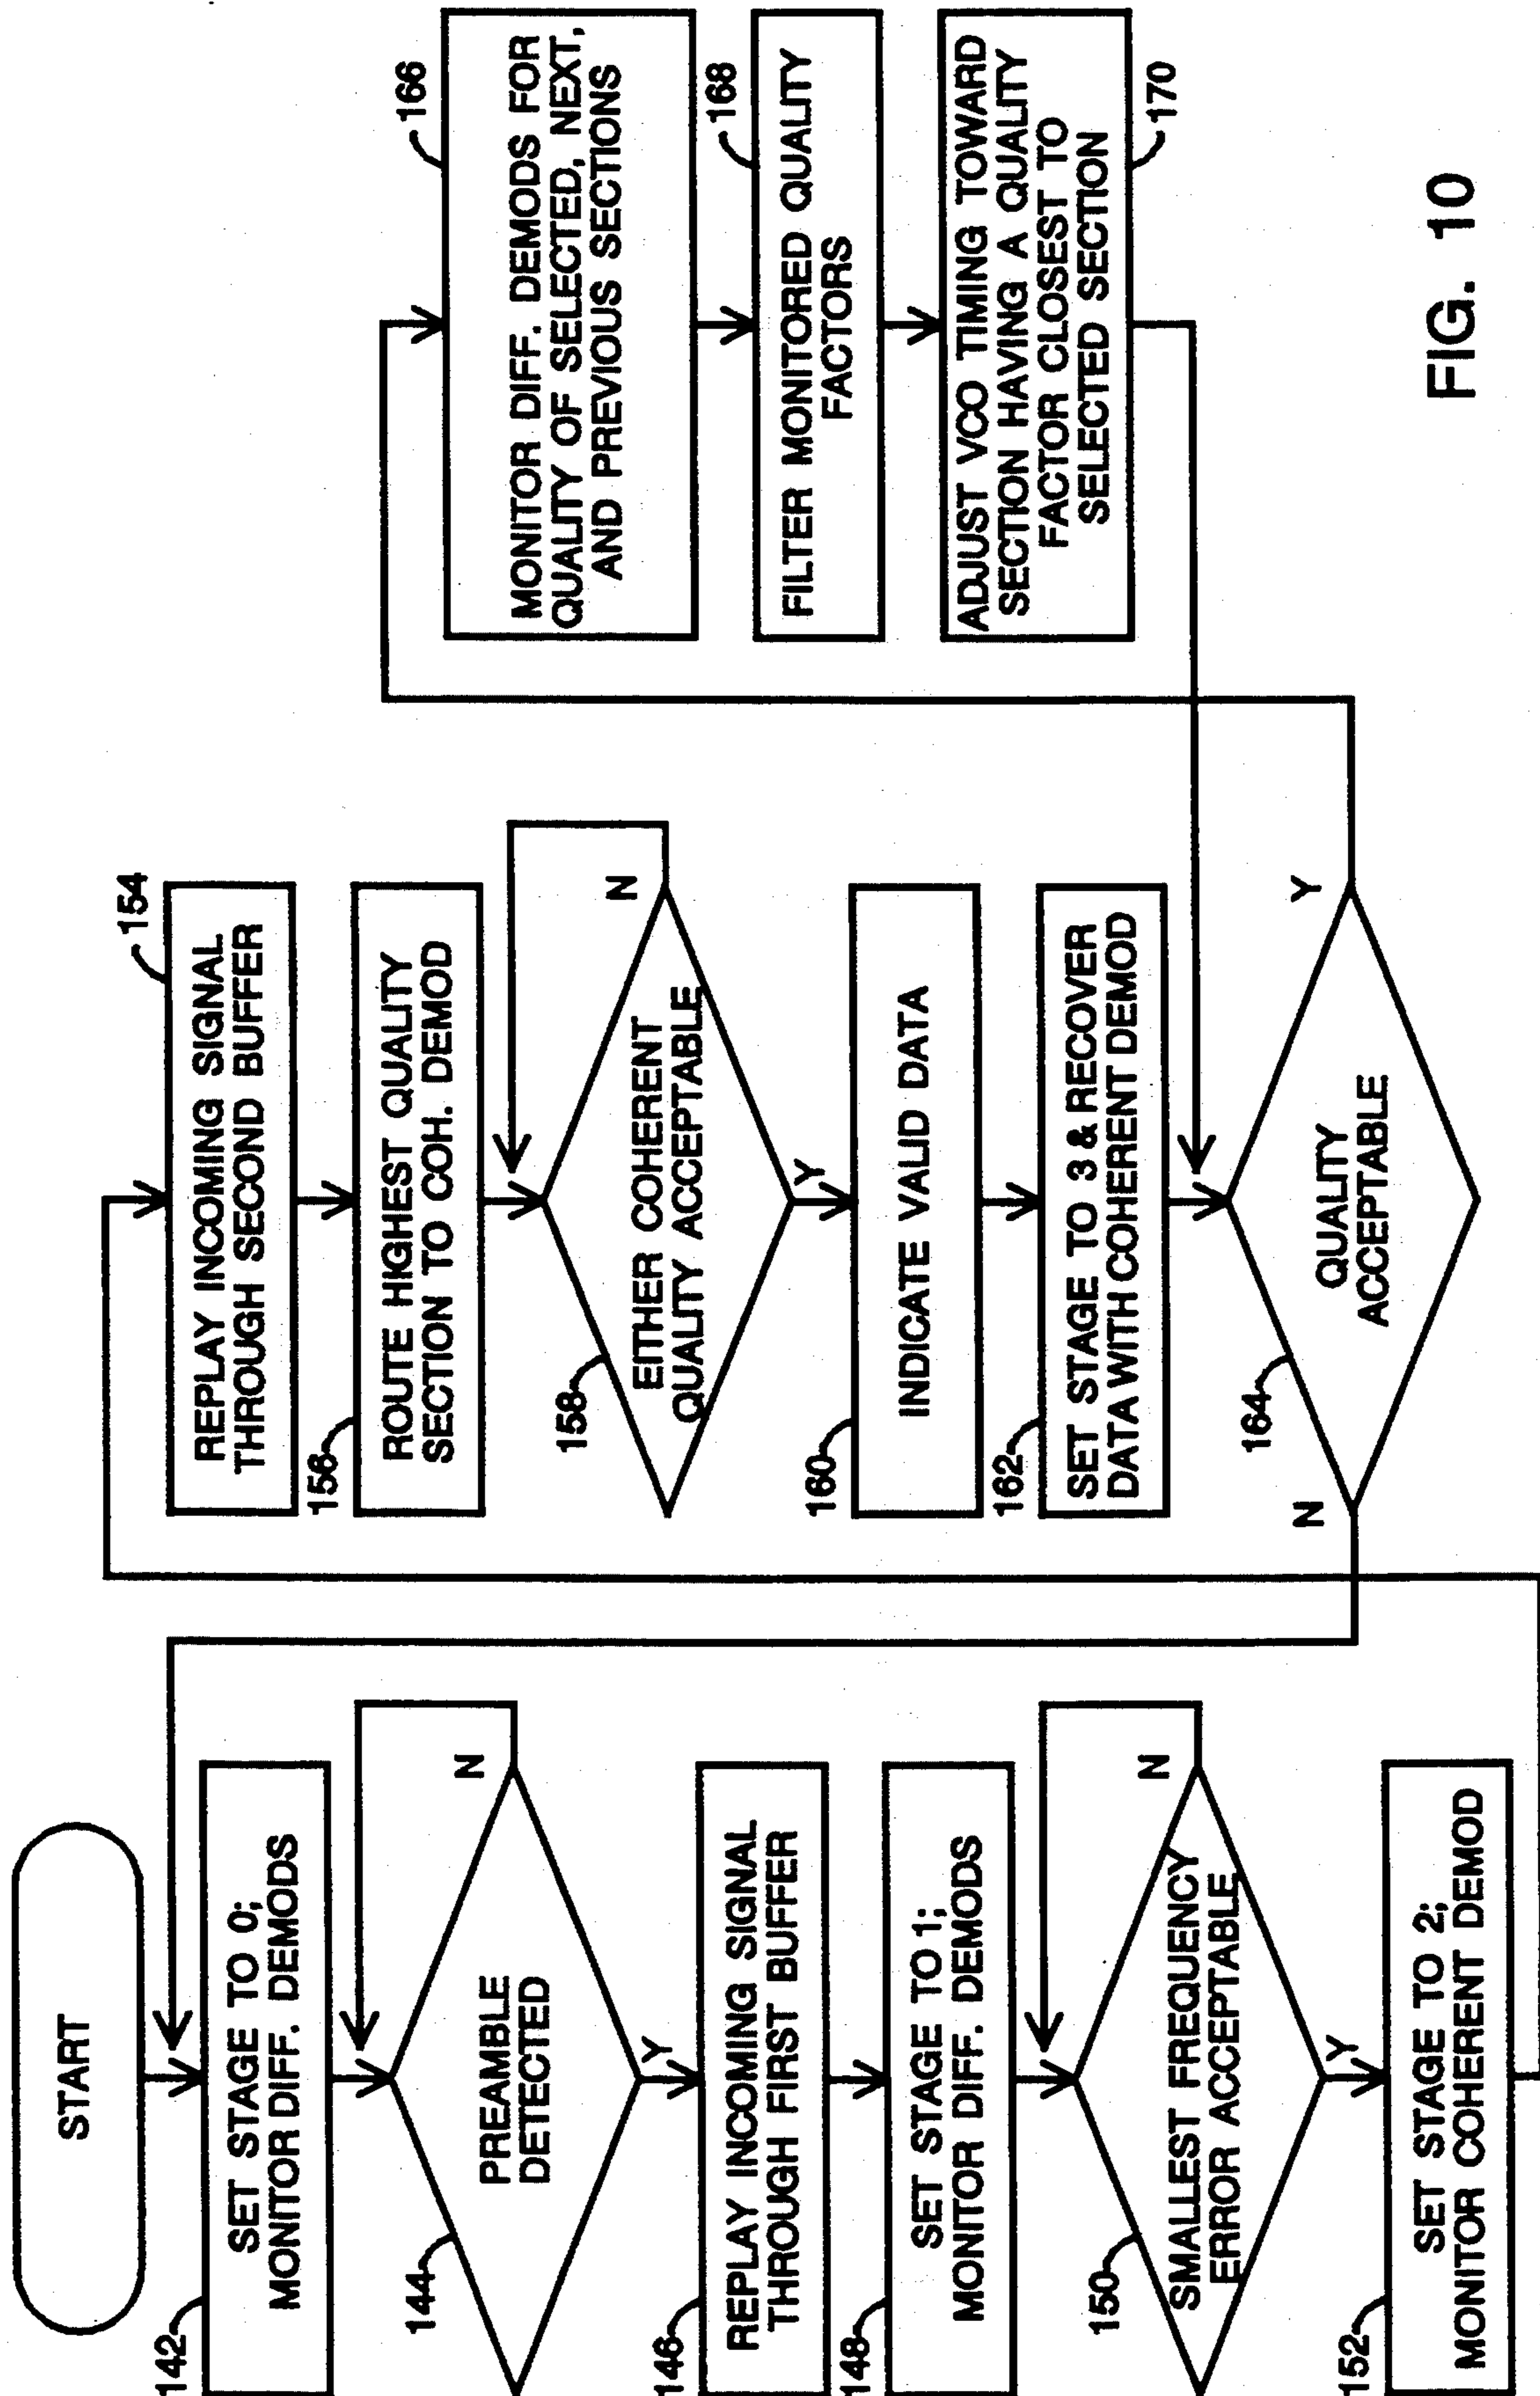 START
142
SET STAGE TO 0;
MONITOR DIFF. DEMODS
144
PREAMBLE
DETECTED
N
Y
146
REPLAY INCOMING SIGNAL
THROUGH FIRST BUFFER
148
SET STAGE TO 1;
MONITOR DIFF. DEMODS
150
SMALLEST FREQUENCY
ERROR ACCEPTABLE
N
Y
152
SET STAGE TO 2;
MONITOR COHERENT DEMOD
154
REPLAY INCOMING SIGNAL
THROUGH SECOND BUFFER
156
ROUTE HIGHEST QUALITY
SECTION TO COH. DEMOD
158
EITHER COHERENT
QUALITY ACCEPTABLE
N
Y
160
INDICATE VALID DATA
162
SET STAGE TO 3 & RECOVER
DATA WITH COHERENT DEMOD
164
QUALITY
ACCEPTABLE
N
Y
166
MONITOR DIFF. DEMODS FOR
QUALITY OF SELECTED, NEXT,
AND PREVIOUS SECTIONS
168
FILTER MONITORED QUALITY
FACTORS
ADJUST VCO TIMING TOWARD
SECTION HAVING A QUALITY
FACTOR CLOSEST TO
SELECTED SECTION
170
FIG. 10